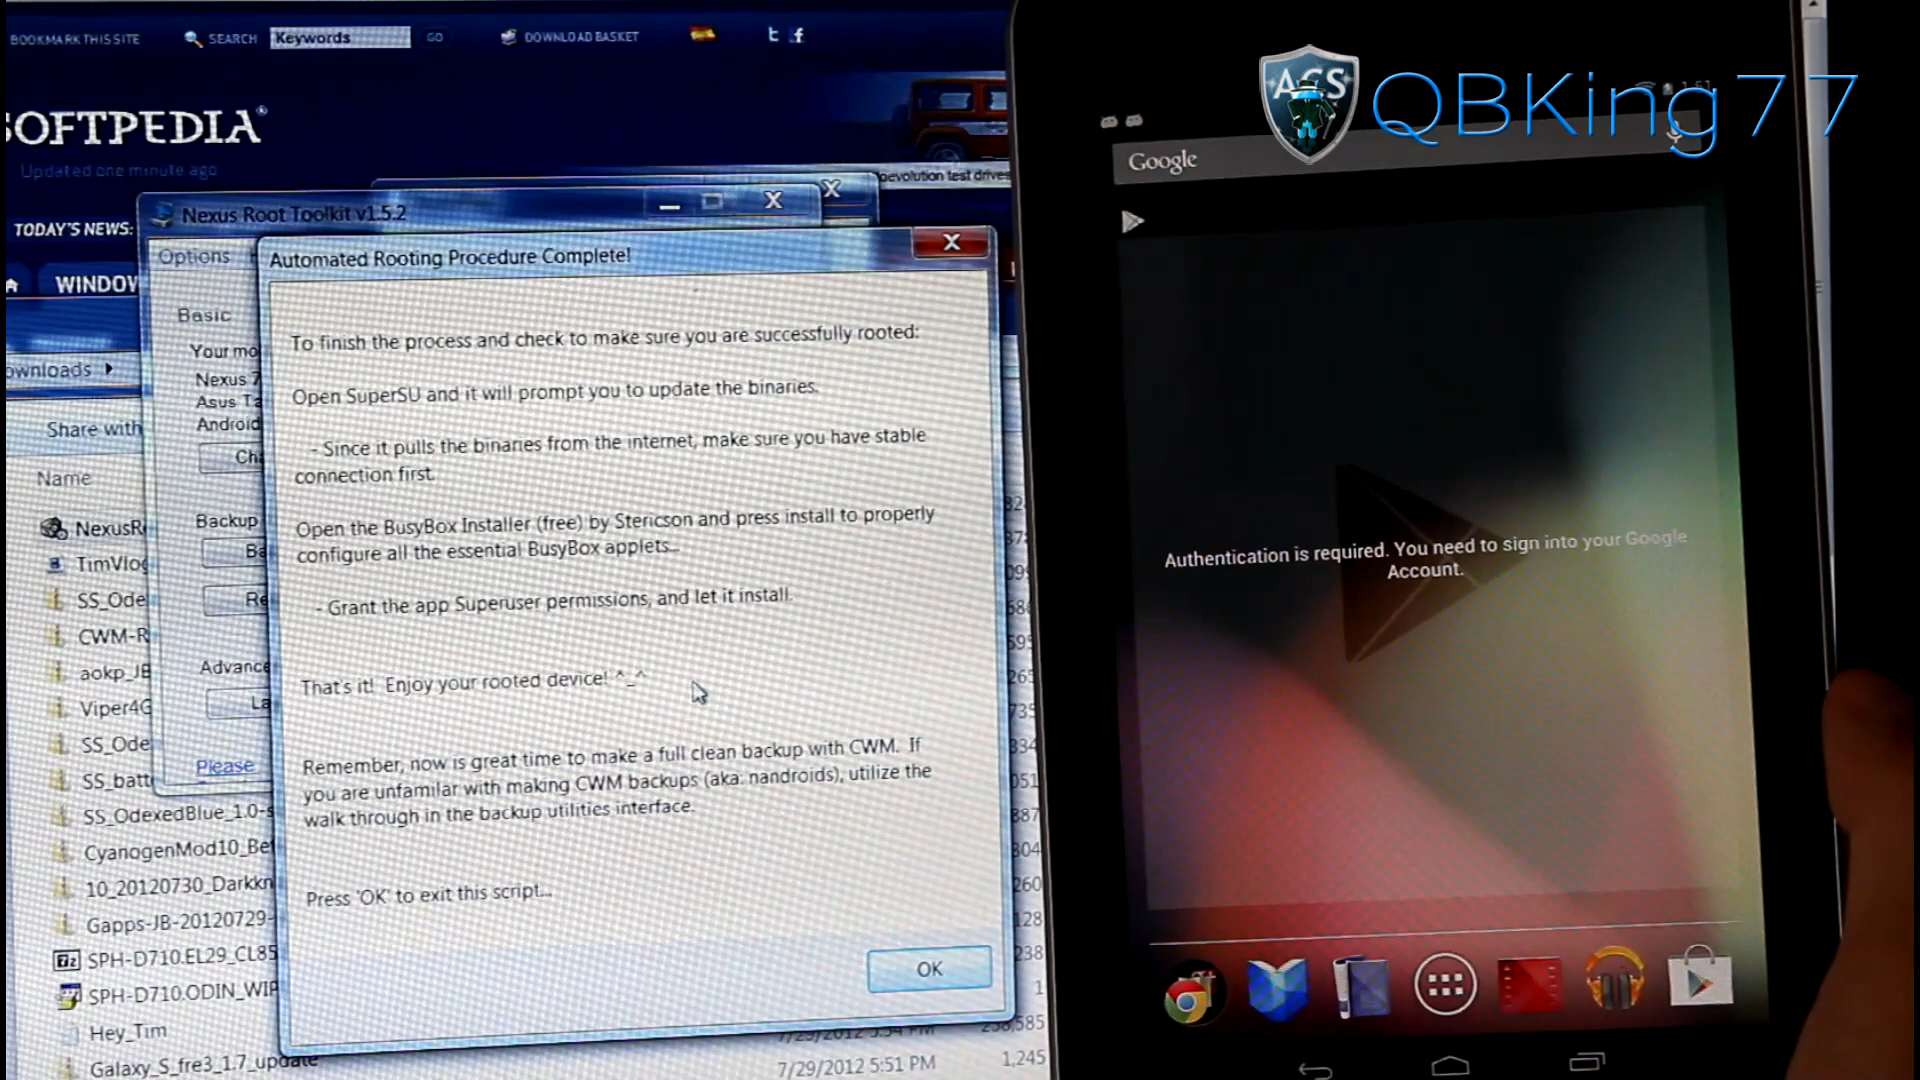 BOOKMARK THIS SITE
SEARCH
Keywords
GO
DOWNLOAD BASKET
SOFTPEDIA®
Updated one minute ago
TODAY'S NEWS:
oevolution test drives
WINDOW
ownloads
Share with
Name
NexusR
TimVlog
SS_Ode
CWM-R
aokp_JB
Viper4G
SS_Ode
SS_batt
SS_OdexedBlue_1.0-s
CyanogenMod10_Be
10_20120730_Darkkn
Gapps-JB-20120729-
SPH-D710.EL29_CL85
SPH-D710.ODIN_WIP
Hey_Tim
Galaxy_S_fre3_1.7_update
7/29/2012 5:51 PM
1,245
Nexus Root Toolkit v1.5.2
Options
Basic
Your mo
Nexus 7
Asus Ta
Android
Ch
Backup
Ba
Re
Advance
La
Please
Automated Rooting Procedure Complete!
To finish the process and check to make sure you are successfully rooted:
Open SuperSU and it will prompt you to update the binaries.
- Since it pulls the binaries from the internet, make sure you have stable
connection first.
Open the BusyBox Installer (free) by Stericson and press install to properly
configure all the essential BusyBox applets...
- Grant the app Superuser permissions, and let it install.
That's it! Enjoy your rooted device! ^_^
Remember, now is great time to make a full clean backup with CWM. If
you are unfamilar with making CWM backups (aka: nandroids), utilize the
walk through in the backup utilities interface.
Press 'OK' to exit this script...
OK
ACS
QBKing77
Google
Authentication is required. You need to sign into your Google
Account.